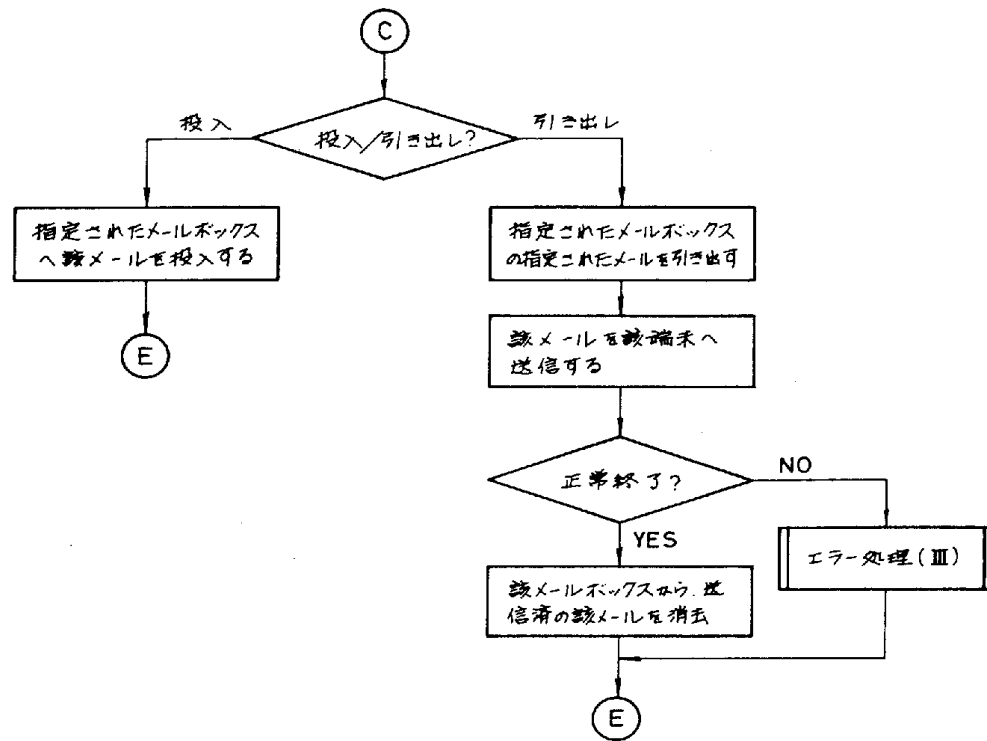 C
投入
投入/引き出し?
引き出し
指定されたメールボックス
へ該メールを投入する
E
指定されたメールボックス
の指定されたメールを引き出す
該メールを該端末へ
送信する
正常終了?
NO
YES
エラー処理(Ⅲ)
該メールボックスから、送
信済の該メールを消去
E